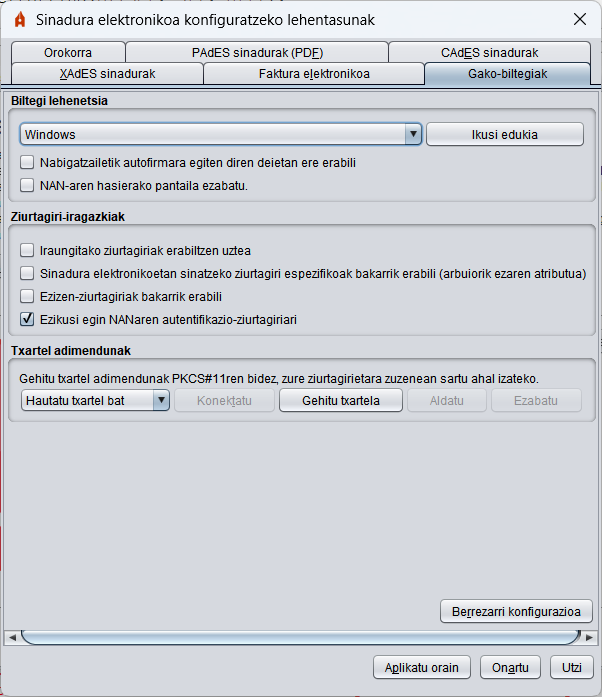 Sinadura elektronikoa konfiguratzeko lehentasunak
Orokorra
PAdES sinadurak (PDF)
CAdES sinadurak
XAdES sinadurak
Faktura elektronikoa
Gako-biltegiak
Biltegi lehenetsia
Windows
Ikusi edukia
Nabigatzailetik autofirmara egiten diren deietan ere erabili
NAN-aren hasierako pantaila ezabatu.
Ziurtagiri-iragazkiak
Iraungitako ziurtagiriak erabiltzen uztea
Sinadura elektronikoetan sinatzeko ziurtagiri espezifikoak bakarrik erabili (arbuiorik ezaren atributua)
Ezizen-ziurtagiriak bakarrik erabili
Ezikusi egin NANaren autentifikazio-ziurtagiriari
Txartel adimendunak
Gehitu txartel adimendunak PKCS#11ren bidez, zure ziurtagirietara zuzenean sartu ahal izateko.
Hautatu txartel bat
Konektatu
Gehitu txartela
Aldatu
Ezabatu
Berrezarri konfigurazioa
Aplikatu orain
Onartu
Utzi